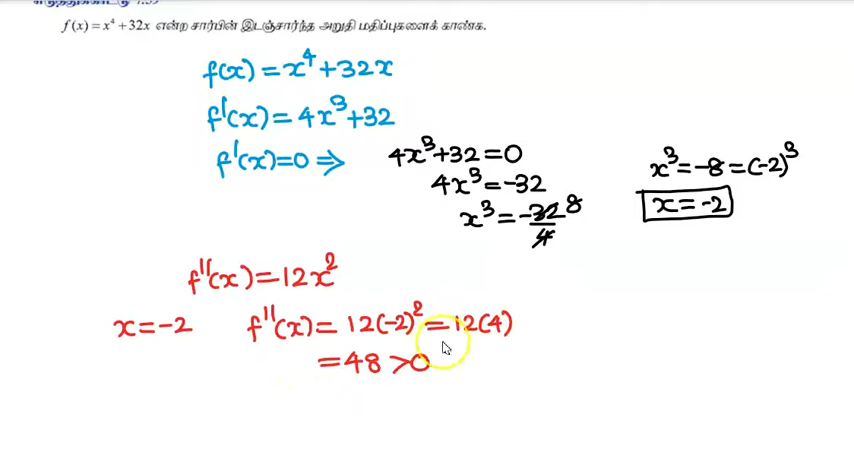 f(x) = x⁴ + 32x என்ற சார்பின் இடஞ்சார்ந்த அறுதி மதிப்புகளைக் காண்க.
f(x) = x⁴ + 32x
f'(x) = 4x³ + 32
f'(x) = 0 ⇒
4x³ + 32 = 0
4x³ = -32
x³ = -32/4 8
x³ = -8 = (-2)³
x = -2
f''(x) = 12x²
x = -2 f''(x) = 12(-2)² = 12(4)
= 48 > 0